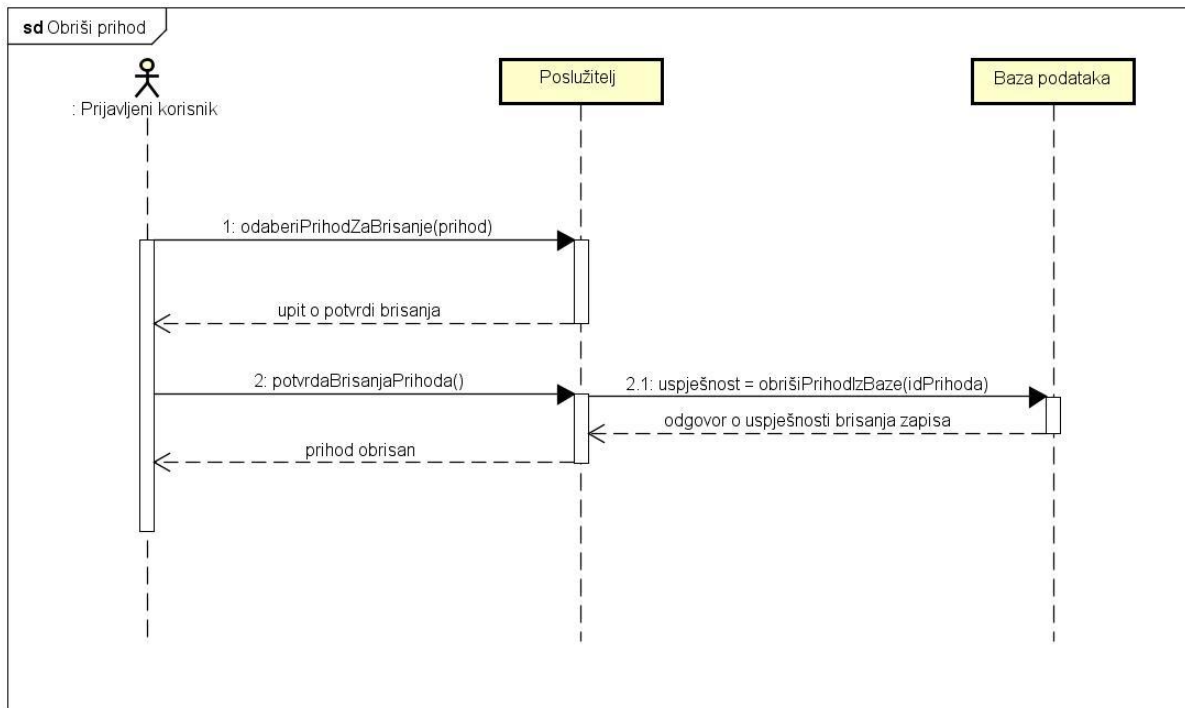 sd Obriši prihod
: Prijavljeni korisnik
Poslužitelj
Baza podataka
1: odaberiPrihodZaBrisanje(prihod)
upit o potvrdi brisanja
2: potvrdaBrisanjaPrihoda()
2.1: uspješnost = obrišiPrihodIzBaze(idPrihoda)
odgovor o uspješnosti brisanja zapisa
prihod obrisan